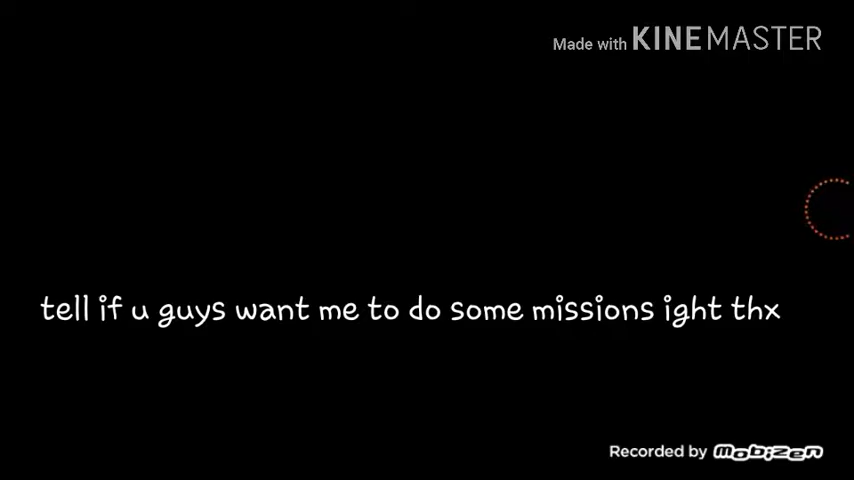 Made with KINEMASTER
tell if u guys want me to do some missions ight thx
Recorded by mobizen